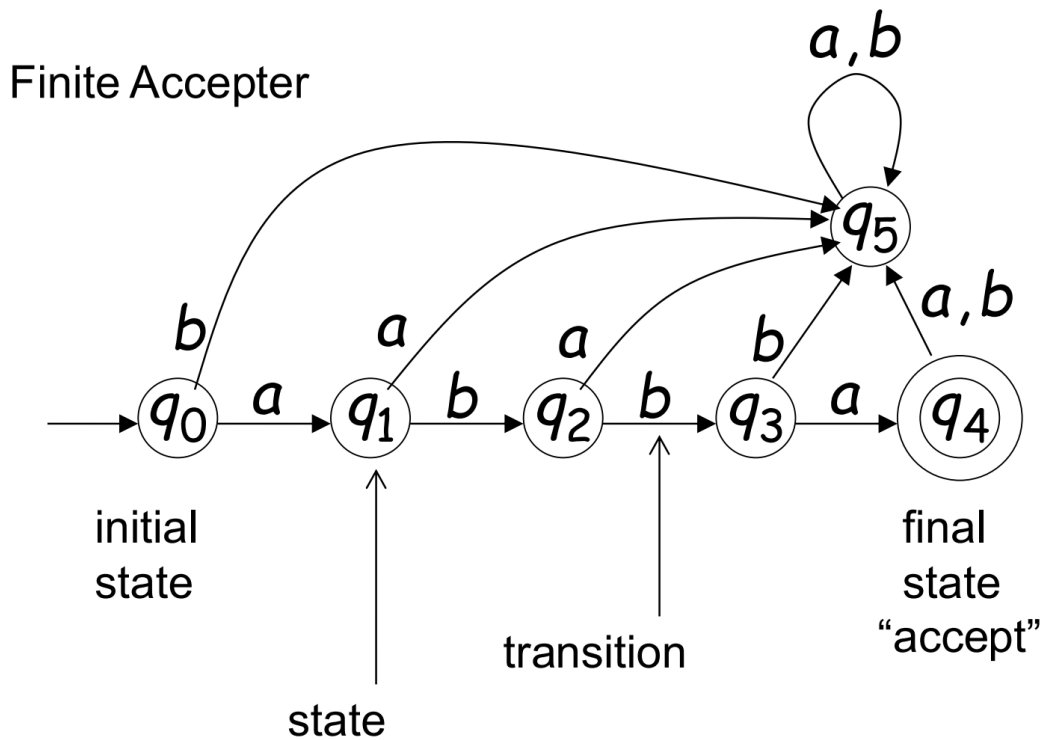 a,b
Finite Accepter
q5
b a a b a,b
q0 a q1 b q2 b q3 a q4
initial
state
final
state
“accept”
transition
state